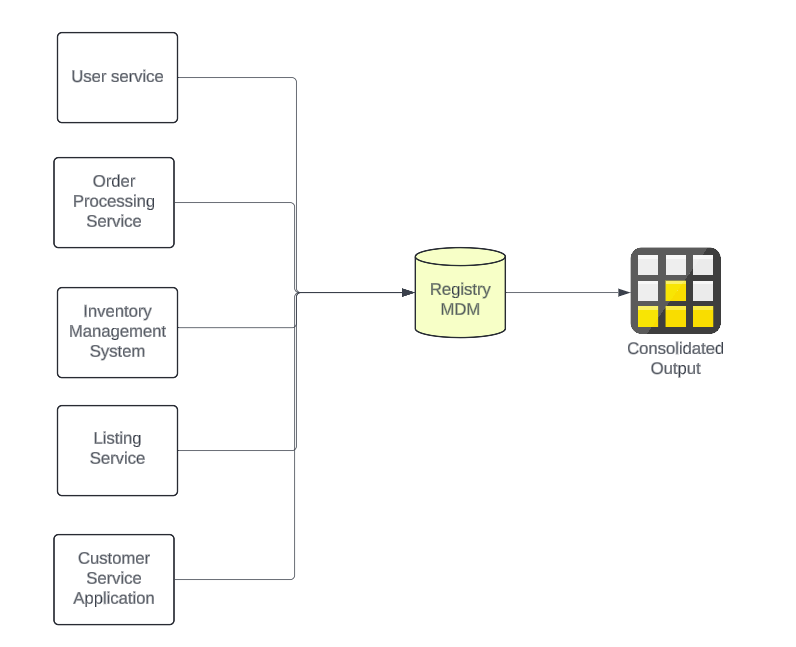 User service
Order
Processing
Service
Inventory
Management
System
Listing
Service
Customer
Service
Application
Registry
MDM
Consolidated
Output